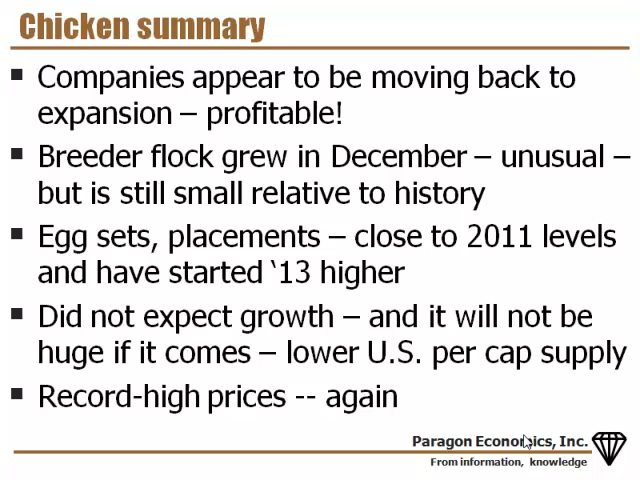 Chicken summary
▪ Companies appear to be moving back to
expansion – profitable!
▪ Breeder flock grew in December – unusual –
but is still small relative to history
▪ Egg sets, placements – close to 2011 levels
and have started ‘13 higher
▪ Did not expect growth – and it will not be
huge if it comes – lower U.S. per cap supply
▪ Record-high prices -- again
Paragon Economics, Inc.
From information, knowledge